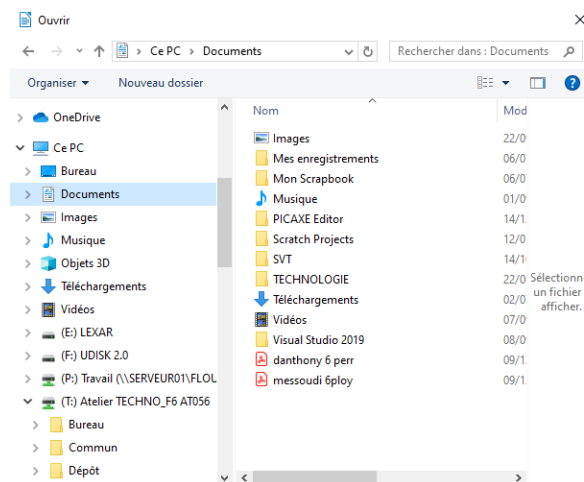 Ouvrir
Ce PC > Documents
Rechercher dans : Documents
Organiser
Nouveau dossier
OneDrive
Ce PC
Bureau
Documents
Images
Musique
Objets 3D
Téléchargements
Vidéos
(E:) LEXAR
(F:) UDISK 2.0
(P:) Travail (\\SERVEUR01\FLOU
(T:) Atelier TECHNO_F6 AT056
Bureau
Commun
Dépôt
Nom Mod
Images 22/0
Mes enregistrements 06/0
Mon Scrapbook 06/0
Musique 01/0
PICAXE Editor 14/1
Scratch Projects 12/0
SVT 14/1
TECHNOLOGIE 22/0
Téléchargements 02/0
Vidéos 07/0
Visual Studio 2019 08/0
danthony 6 perr 09/1
messoudi 6ploy 09/1
Sélectionn
un fichier
afficher.